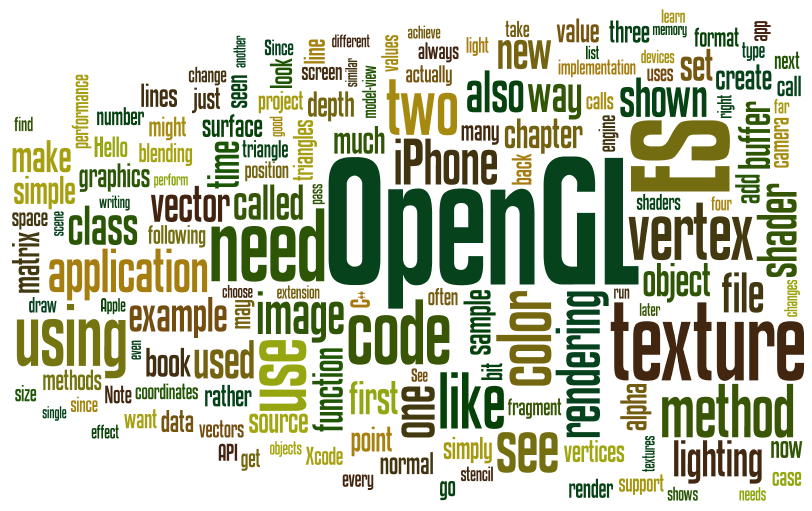 learn
achieve
take
value
three
memory
different
Since
line
values
always
light
new
list
format
app
another
look
screen
similar
actually
implementation
devices
type
next
change
seen
model-view
uses
set
create
call
performance
lines
just
project
depth
two
also
way
calls
shown
right
far
number
might
surface
good
triangles
much
many
chapter
engine
ES
buffer
camera
find
Hello
blending
time
triangle
iPhone
back
make
graphics
position
add
simple
perform
pass
OpenGL
shaders
four
shader
writing
vector
called
space
scene
class
following
need
vertex
matrix
application
object
file
changes
draw
Apple
choose
extension
C++
often
sample
color
rendering
run
later
using
example
may
image
code
texture
even
book
used
use
function
bit
methods
See
size
Note
coordinates
rather
first
one
like
fragment
alpha
method
single
since
want
data
vectors
source
effect
point
simply
see
vertices
textures
lighting
now
API
get
objects
Xcode
normal
stencil
every
go
render
support
shows
needs
case